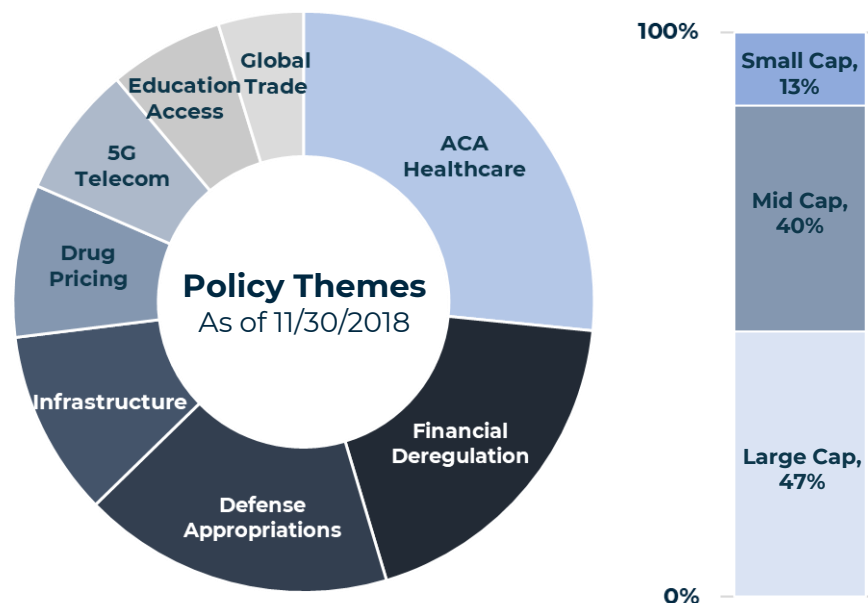 Global
Trade
Education
Access
5G
Telecom
Drug
Pricing
Infrastructure
Defense
Appropriations
Financial
Deregulation
ACA
Healthcare
Policy Themes
As of 11/30/2018
100%
Small Cap,
13%
Mid Cap,
40%
Large Cap,
47%
0%